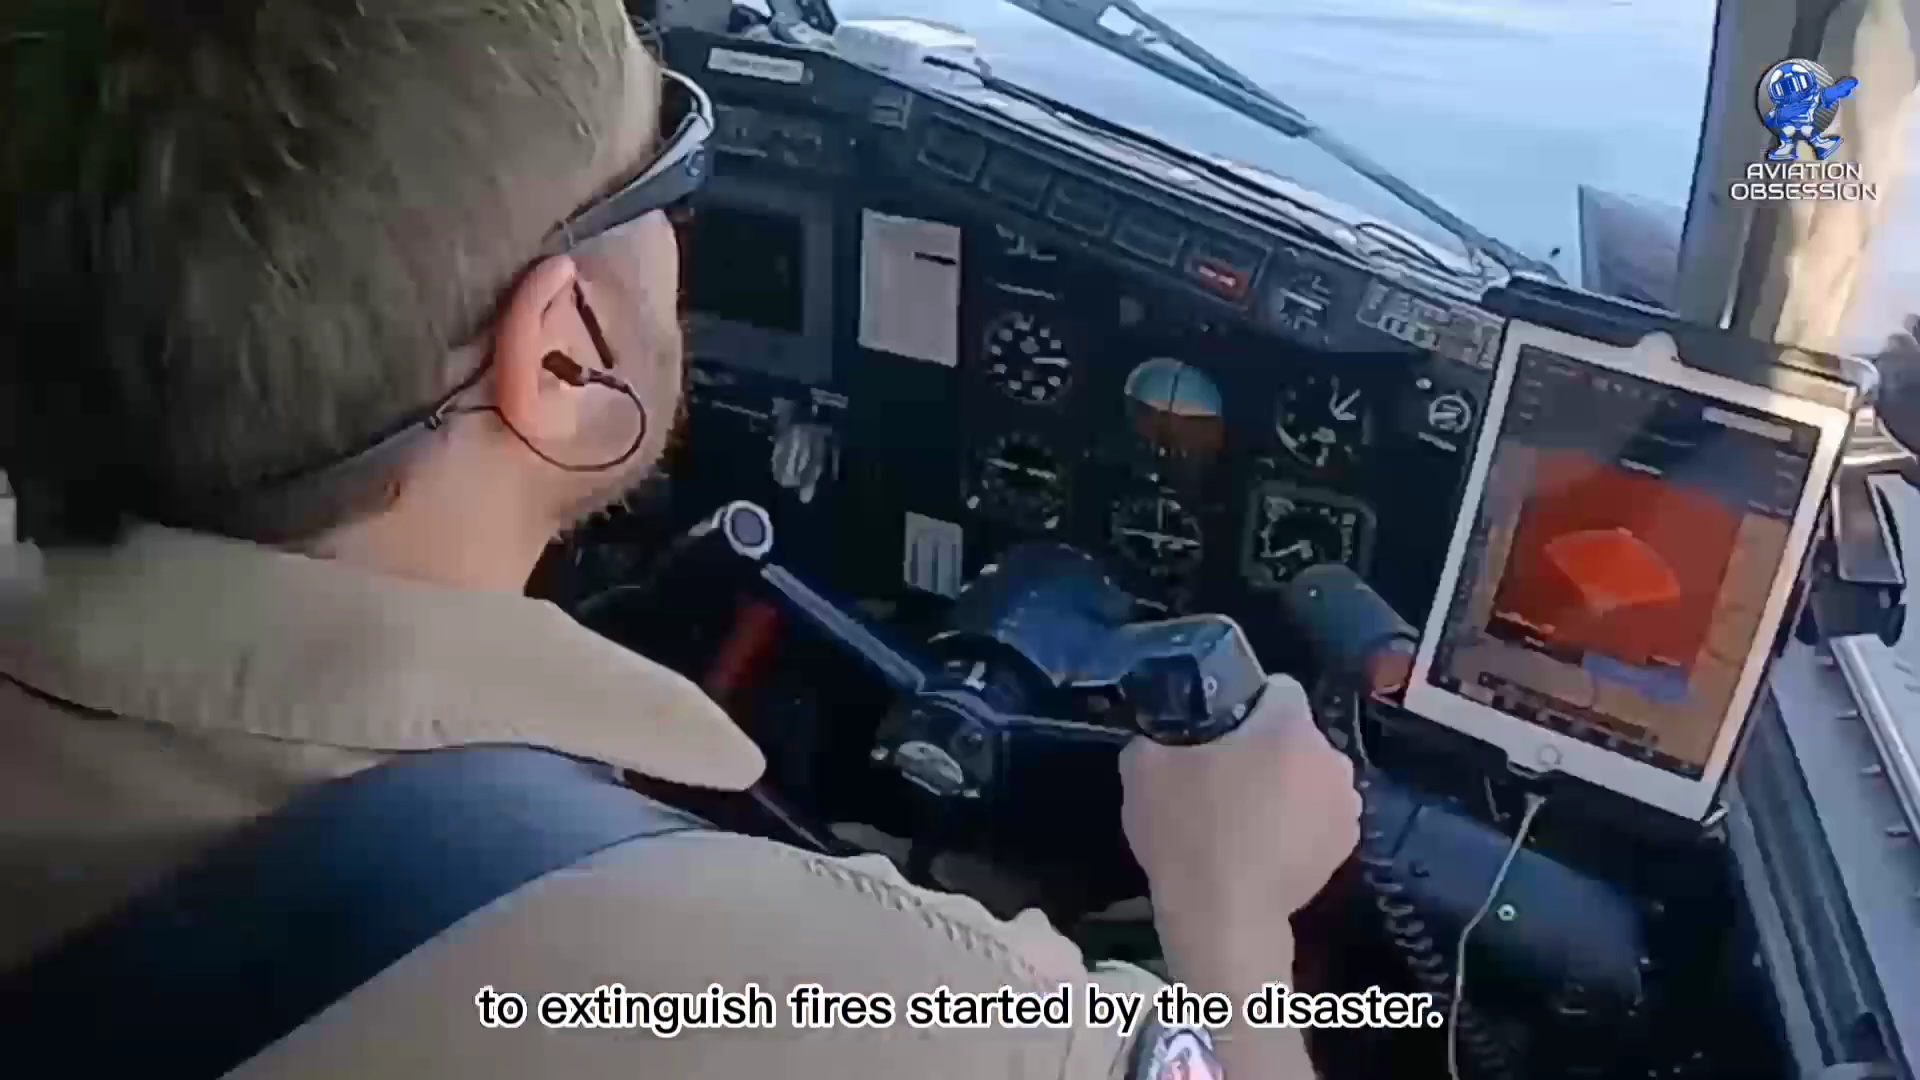 AVIATION
OBSESSION
to extinguish fires started by the disaster.